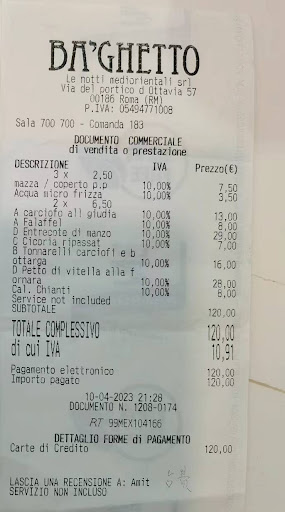 BA'GHETTO
Le notti mediorientali srl
Via del portico d Ottavia 57
00186 Roma (RM)
P.IVA: 05494771008
Sala 700 700 - Comanda 183
DOCUMENTO COMMERCIALE
di vendita o prestazione
DESCRIZIONE IVA Prezzo(€)
3 x 2,50
mazza / coperto p.p 10,00% 7,50
Acqua micro frizza 10,00% 3,50
2 x 6,50
A carciofo all giudia 10,00% 13,00
A Falaffel 10,00% 8,00
D Entrecote di manzo 10,00% 29,00
C Cicoria ripassat 10,00% 7,00
B Tonnarelli carciofi e b
ottarga 10,00% 16,00
D Petto di vitella alla f
ornara 10,00% 28,00
Cal. Chianti 10,00% 8,00
Service not included
SUBTOTALE 120,00
TOTALE COMPLESSIVO 120,00
di cui IVA 10,91
Pagamento elettronico 120,00
Importo pagato 120,00
10-04-2023 21:26
DOCUMENTO N. 1208-0174
RT 99MEX104166
DETTAGLIO FORME di PAGAMENTO
Carte di Credito 120,00
LASCIA UNA RECENSIONE A: Amit
SERVIZIO NON INCLUSO